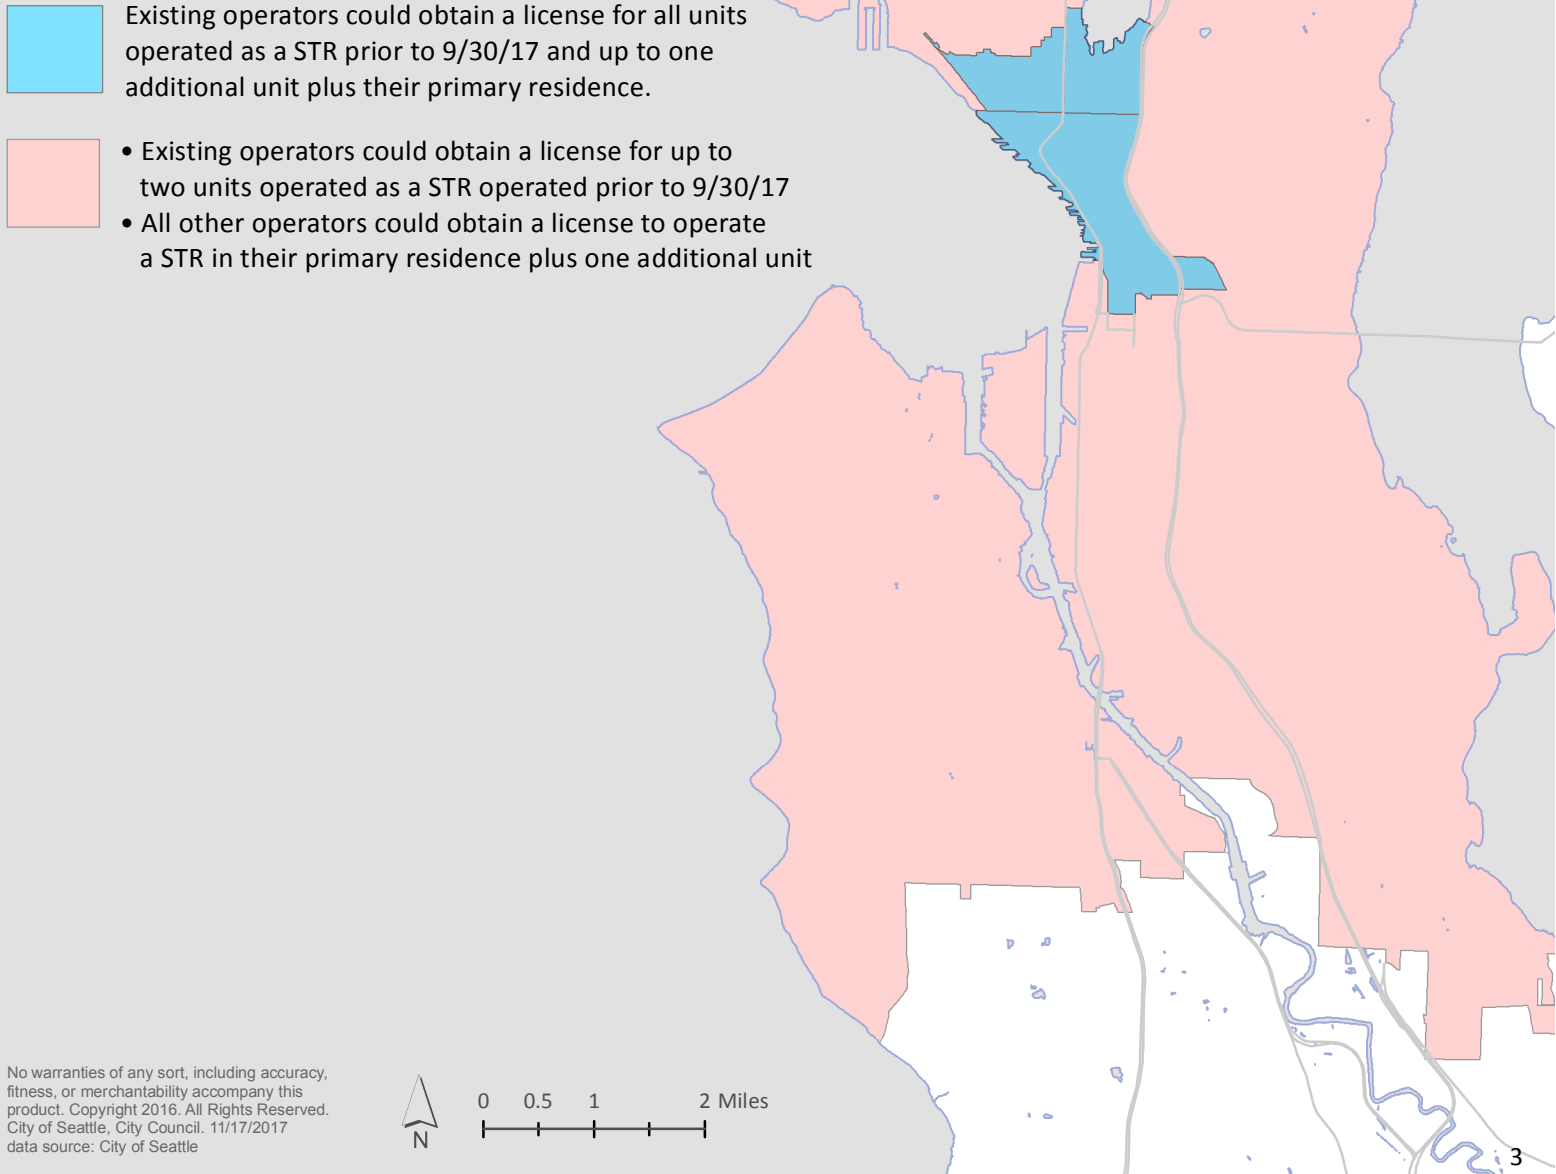 Existing operators could obtain a license for all units
operated as a STR prior to 9/30/17 and up to one
additional unit plus their primary residence.
• Existing operators could obtain a license for up to
two units operated as a STR operated prior to 9/30/17
• All other operators could obtain a license to operate
a STR in their primary residence plus one additional unit
No warranties of any sort, including accuracy,
fitness, or merchantability accompany this
product. Copyright 2016. All Rights Reserved.
City of Seattle, City Council. 11/17/2017
data source: City of Seattle
N
0 0.5 1 2 Miles
3